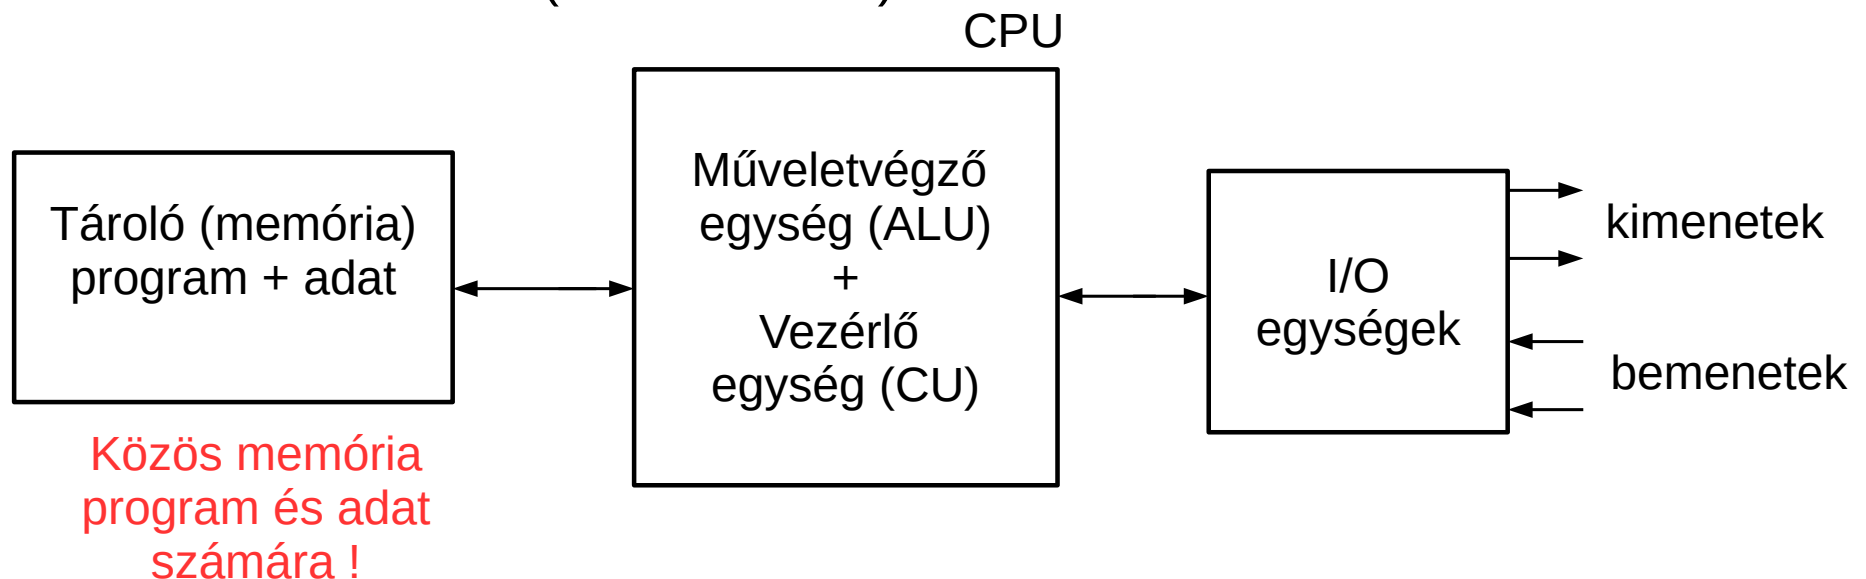 CPU
Tároló (memória)
program + adat
Közös memória
program és adat
számára !
Műveletvégző
egység (ALU)
+
Vezérlő
egység (CU)
I/O
egységek
kimenetek
bemenetek